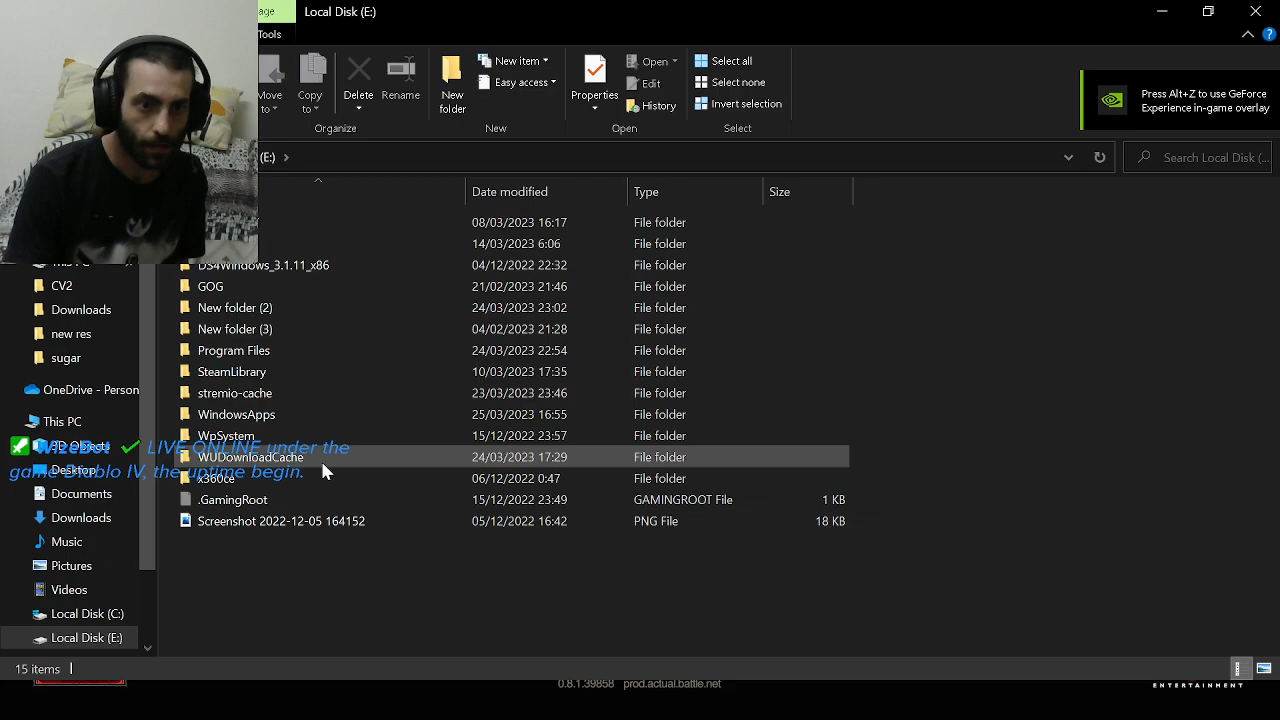 age
Local Disk (E:)
Tools
Move to
Copy to
Delete
Rename
New folder
New item
Easy access
Properties
Open
Edit
History
Select all
Select none
Invert selection
Organize
New
Open
Select
Press Alt+Z to use GeForce
Experience in-game overlay
(E:)
Search Local Disk (...
Date modified
Type
Size
08/03/2023 16:17
File folder
14/03/2023 6:06
File folder
DS4Windows_3.1.11_x86
04/12/2022 22:32
File folder
GOG
21/02/2023 21:46
File folder
New folder (2)
24/03/2023 23:02
File folder
New folder (3)
04/02/2023 21:28
File folder
Program Files
24/03/2023 22:54
File folder
SteamLibrary
10/03/2023 17:35
File folder
stremio-cache
23/03/2023 23:46
File folder
WindowsApps
25/03/2023 16:55
File folder
WpSystem
15/12/2022 23:57
File folder
WUDownloadCache
24/03/2023 17:29
File folder
x360ce
06/12/2022 0:47
File folder
.GamingRoot
15/12/2022 23:49
GAMINGROOT File
1 KB
Screenshot 2022-12-05 164152
05/12/2022 16:42
PNG File
18 KB
This PC
CV2
Downloads
new res
sugar
OneDrive - Person
This PC
3D Objects
Desktop
Documents
Downloads
Music
Pictures
Videos
Local Disk (C:)
Local Disk (E:)
WizeBot LIVE ONLINE under the
game Diablo IV, the uptime begin.
15 items
0.8.1.39858 prod.actual.battle.net
ENTERTAINMENT